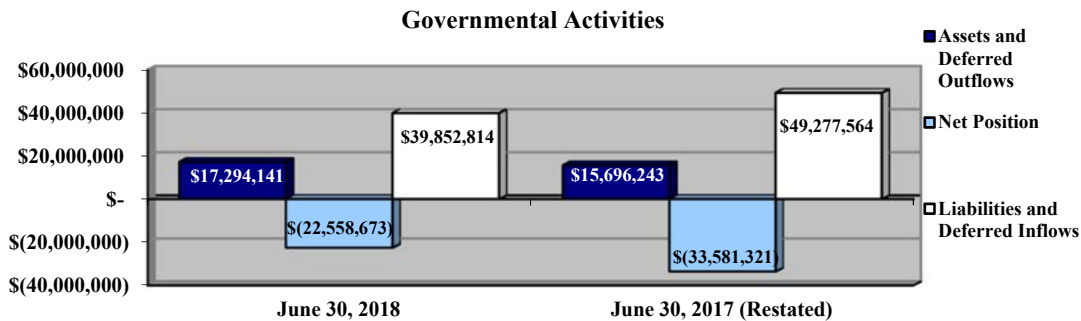 Governmental Activities
$60,000,000
$40,000,000
$20,000,000
$-
$(20,000,000)
$(40,000,000)
$17,294,141
$(22,558,673)
$39,852,814
$15,696,243
$(33,581,321)
$49,277,564
June 30, 2018
June 30, 2017 (Restated)
Assets and
Deferred
Outflows
Net Position
Liabilities and
Deferred Inflows